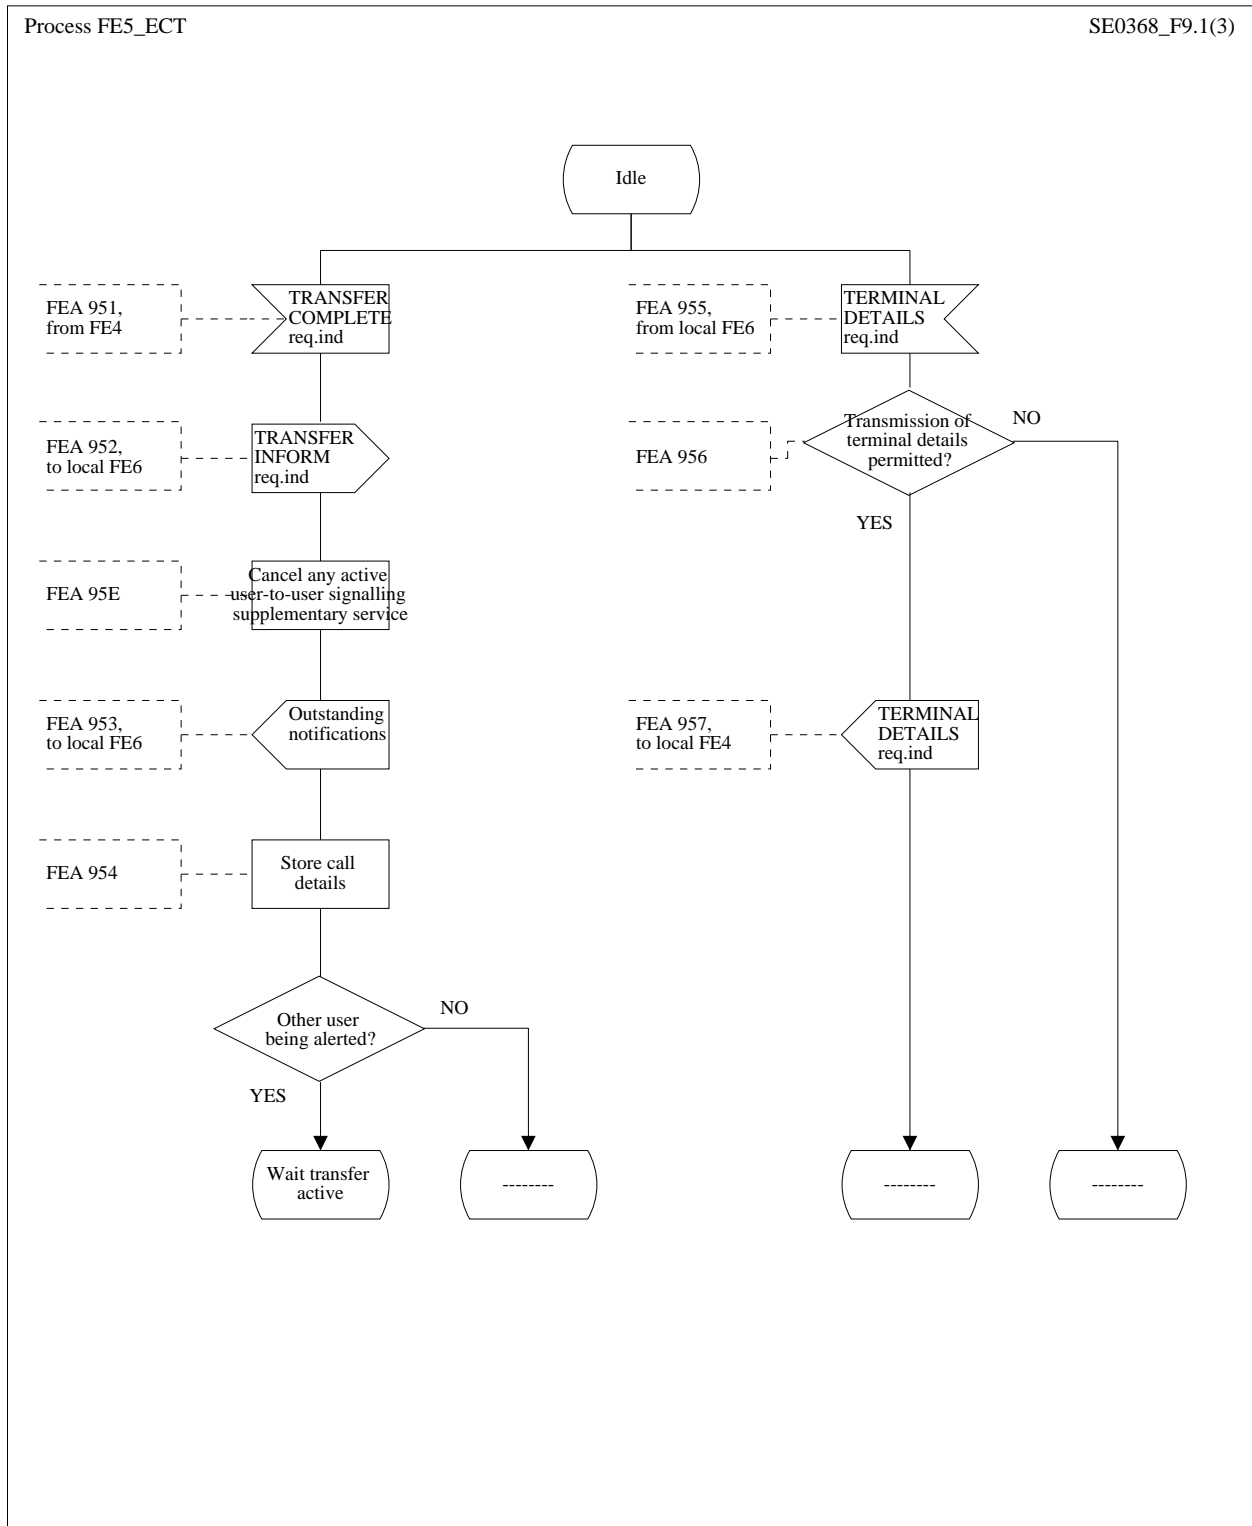 Process FE5_ECT
SE0368_F9.1(3)
Idle
FEA 951,
from FE4
TRANSFER
COMPLETE
req.ind
FEA 955,
from local FE6
TERMINAL
DETAILS
req.ind
FEA 952,
to local FE6
TRANSFER
INFORM
req.ind
FEA 956
Transmission of
terminal details
permitted?
NO
YES
FEA 95E
Cancel any active
user-to-user signalling
supplementary service
FEA 953,
to local FE6
Outstanding
notifications
FEA 957,
to local FE4
TERMINAL
DETAILS
req.ind
FEA 954
Store call
details
Other user
being alerted?
NO
YES
Wait transfer
active
--------
--------
--------